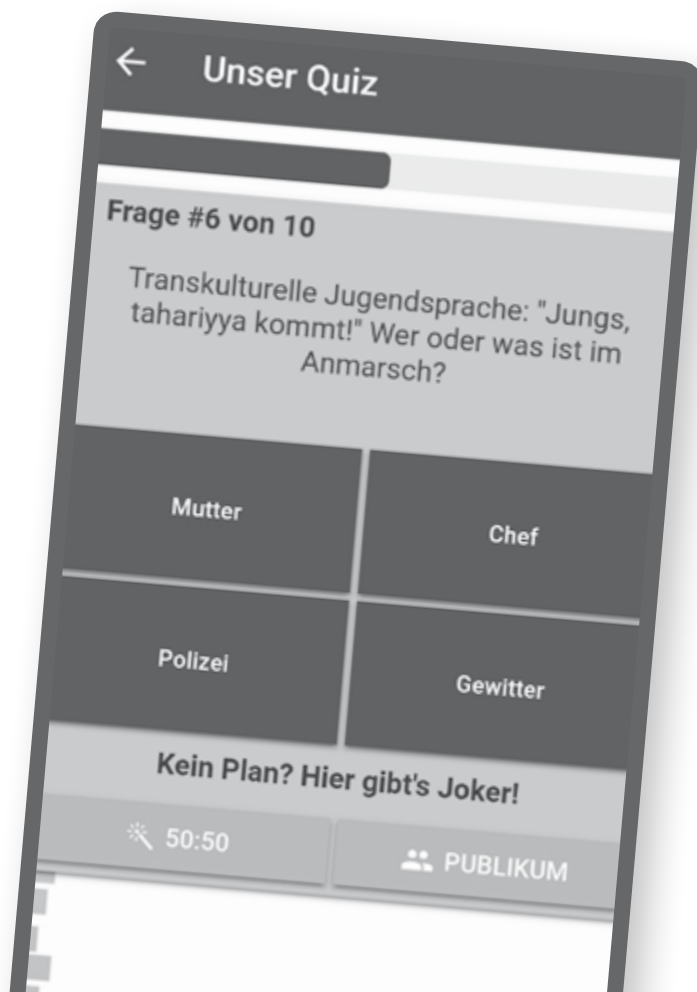 Unser Quiz
Frage #6 von 10
Transkulturelle Jugendsprache: "Jungs,
tahariyya kommt!" Wer oder was ist im
Anmarsch?
Mutter
Chef
Polizei
Gewitter
Kein Plan? Hier gibt's Joker!
50:50
PUBLIKUM